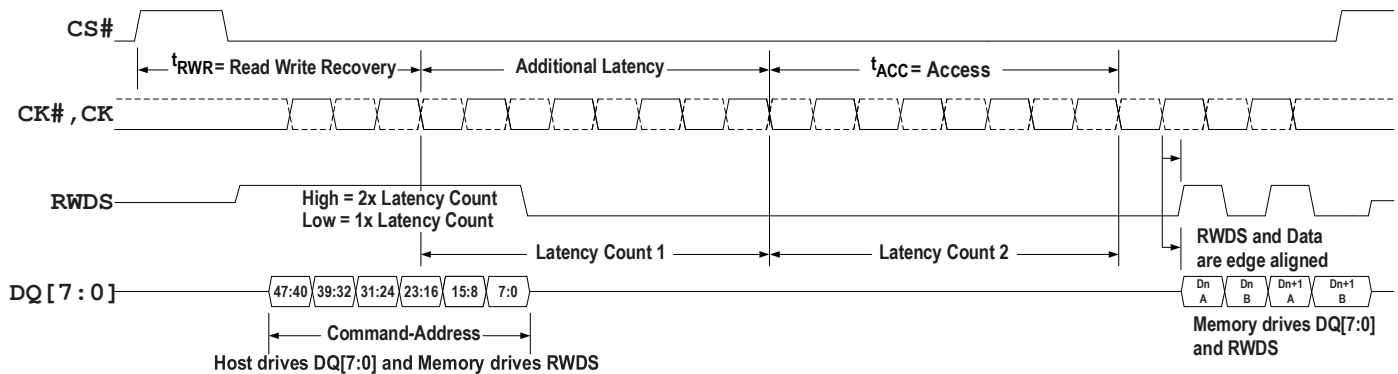 CS#
tRWR= Read Write Recovery
Additional Latency
tACC= Access
CK#,CK
RWDS
High = 2x Latency Count
Low = 1x Latency Count
Latency Count 1
Latency Count 2
RWDS and Data
are edge aligned
DQ[7:0]
47:40 39:32 31:24 23:16 15:8 7:0
Dn A
Dn B
Dn+1 A
Dn+1 B
Command-Address
Host drives DQ[7:0] and Memory drives RWDS
Memory drives DQ[7:0]
and RWDS